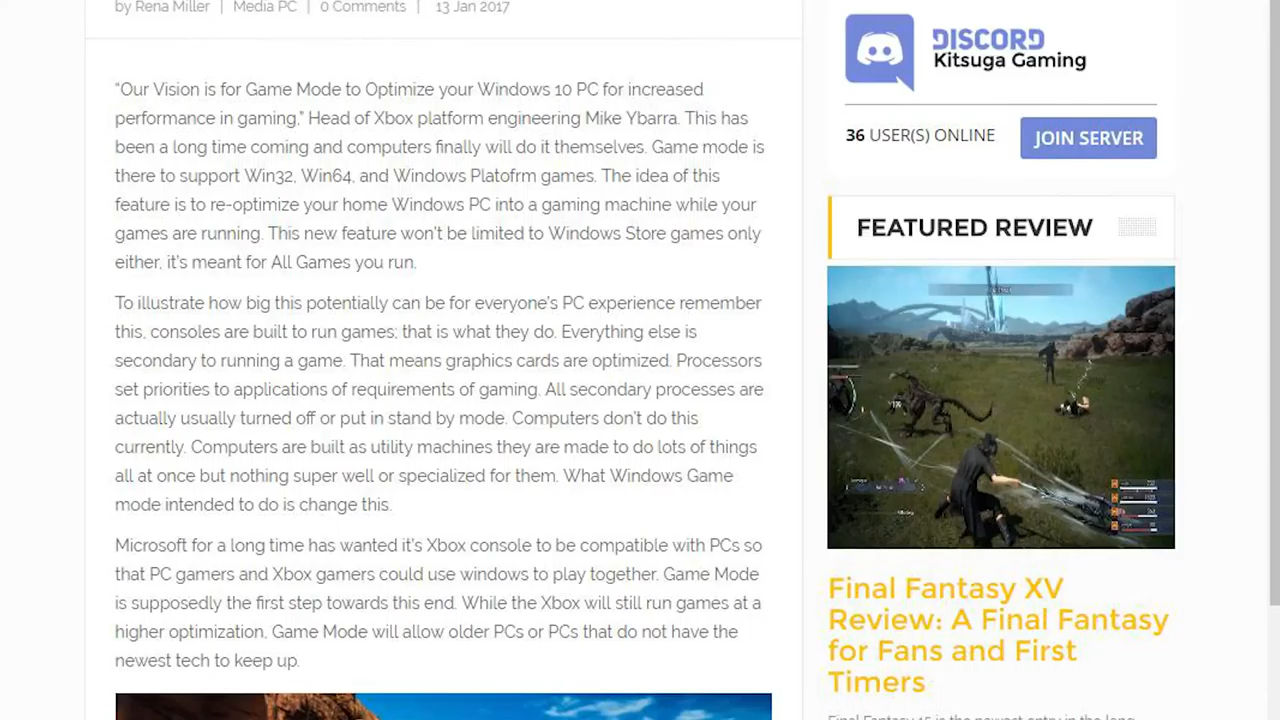 by Rena Miller | Media PC | 0 Comments | 13 Jan 2017
“Our Vision is for Game Mode to Optimize your Windows 10 PC for increased
performance in gaming,” Head of Xbox platform engineering Mike Ybarra. This has
been a long time coming and computers finally will do it themselves. Game mode is
there to support Win32, Win64, and Windows Platofrm games. The idea of this
feature is to re-optimize your home Windows PC into a gaming machine while your
games are running. This new feature won’t be limited to Windows Store games only
either, it’s meant for All Games you run.
To illustrate how big this potentially can be for everyone’s PC experience remember
this, consoles are built to run games; that is what they do. Everything else is
secondary to running a game. That means graphics cards are optimized. Processors
set priorities to applications of requirements of gaming. All secondary processes are
actually usually turned off or put in stand by mode. Computers don’t do this
currently. Computers are built as utility machines they are made to do lots of things
all at once but nothing super well or specialized for them. What Windows Game
mode intended to do is change this.
Microsoft for a long time has wanted it’s Xbox console to be compatible with PCs so
that PC gamers and Xbox gamers could use windows to play together. Game Mode
is supposedly the first step towards this end. While the Xbox will still run games at a
higher optimization. Game Mode will allow older PCs or PCs that do not have the
newest tech to keep up.
DISCORD
Kitsuga Gaming
36 USER(S) ONLINE
JOIN SERVER
FEATURED REVIEW
Final Fantasy XV
Review: A Final Fantasy
for Fans and First
Timers
Final Fantasy 15 is the newest entry in the long